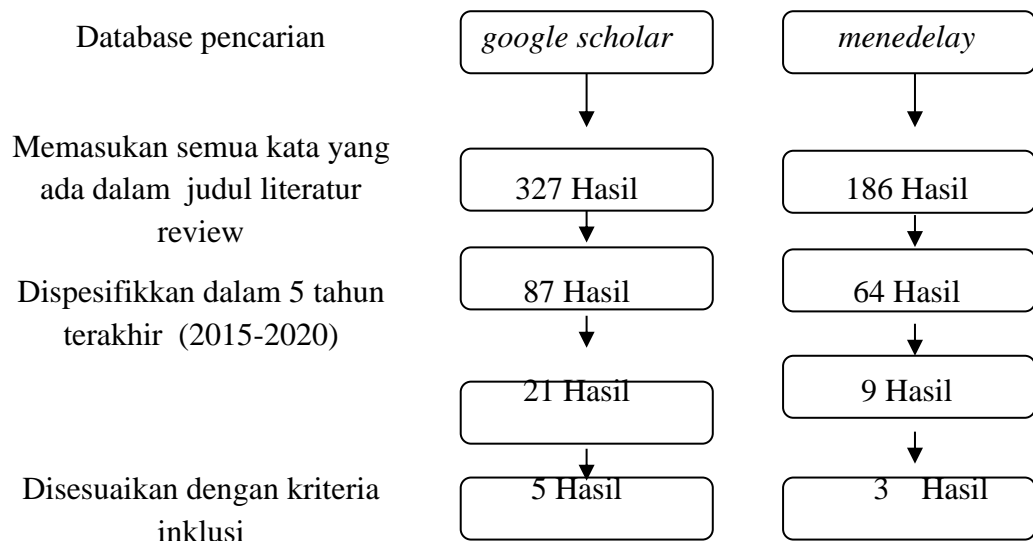 Database pencarian
google scholar
menedelay
Memasukan semua kata yang
ada dalam judul literatur
review
327 Hasil
186 Hasil
Dispesifikkan dalam 5 tahun
terakhir (2015-2020)
87 Hasil
64 Hasil
21 Hasil
9 Hasil
Disesuaikan dengan kriteria
inklusi
5 Hasil
3 Hasil